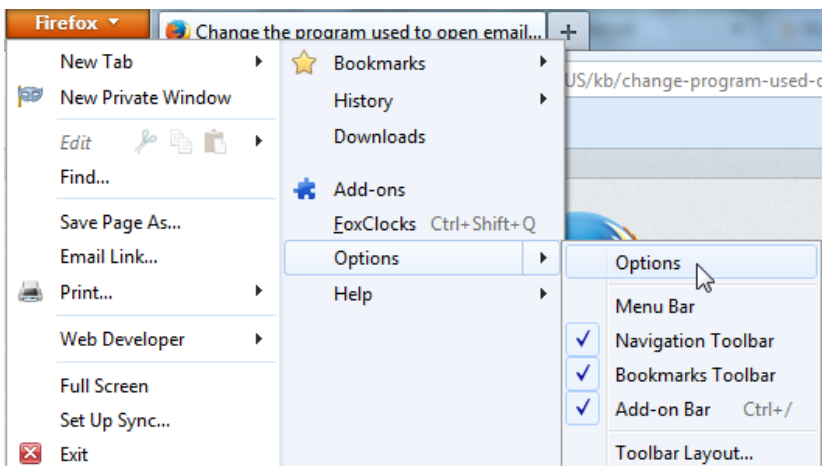 Firefox
Change the program used to open email...
US/kb/change-program-used-
New Tab
New Private Window
Edit
Find...
Save Page As...
Email Link...
Print...
Web Developer
Full Screen
Set Up Sync...
Exit
Bookmarks
History
Downloads
Add-ons
FoxClocks Ctrl+Shift+Q
Options
Help
Options
Menu Bar
Navigation Toolbar
Bookmarks Toolbar
Add-on Bar Ctrl+/
Toolbar Layout...